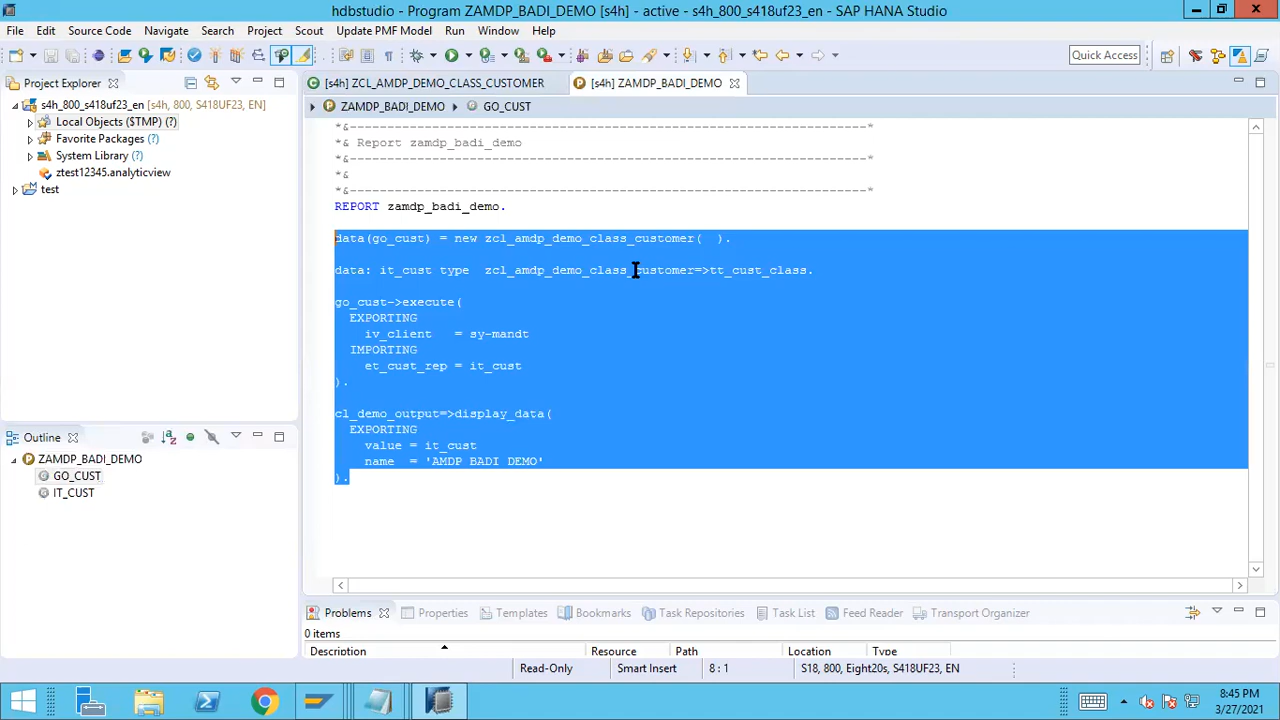 hdbstudio - Program ZAMDP_BADI_DEMO [s4h] - active - s4h_800_s418uf23_en - SAP HANA Studio
File Edit Source Code Navigate Search Project Scout Update PMF Model Run Window Help
Quick Access
Project Explorer
[s4h] ZCL_AMDP_DEMO_CLASS_CUSTOMER
[s4h] ZAMDP_BADI_DEMO
s4h_800_s418uf23_en [s4h, 800, S418UF23, EN]
Local Objects ($TMP) (?)
Favorite Packages (?)
System Library (?)
ztest12345.analyticview
test
ZAMDP_BADI_DEMO
GO_CUST
*&---------------------------------------------------------------------*
*& Report zamdp_badi_demo
*&---------------------------------------------------------------------*
*&
*&---------------------------------------------------------------------*
REPORT zamdp_badi_demo.
data(go_cust) = new zcl_amdp_demo_class_customer(  ).
data: it_cust type  zcl_amdp_demo_class_customer=>tt_cust_class.
go_cust->execute(
EXPORTING
iv_client   = sy-mandt
IMPORTING
et_cust_rep = it_cust
).
cl_demo_output=>display_data(
EXPORTING
value = it_cust
name  = 'AMDP BADI DEMO'
).
Outline
ZAMDP_BADI_DEMO
GO_CUST
IT_CUST
Problems Properties Templates Bookmarks Task Repositories Task List Feed Reader Transport Organizer
0 items
Description Resource Path Location Type
Read-Only Smart Insert 8 : 1 S18, 800, Eight20s, S418UF23, EN
8:45 PM
3/27/2021